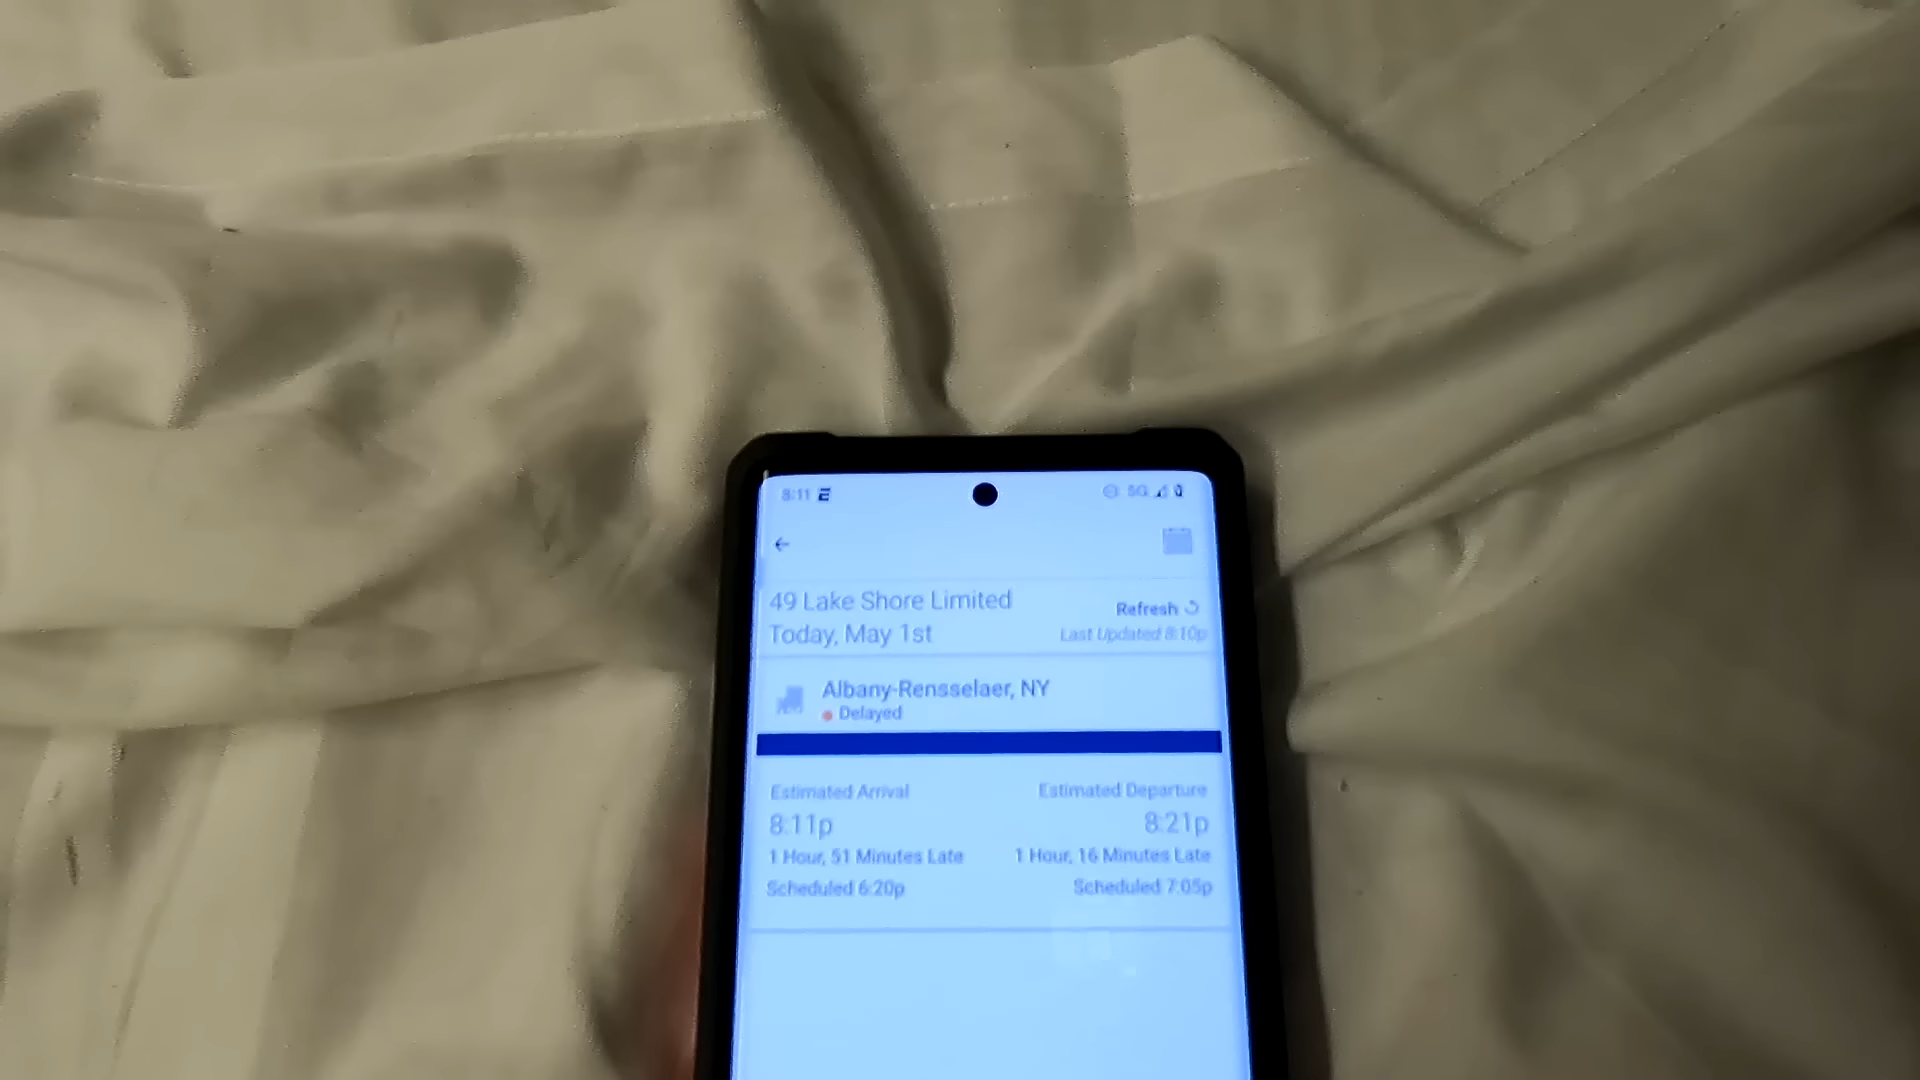 8:11 E 5G
49 Lake Shore Limited
Today, May 1st
Refresh
Last Updated 8:10p
Albany-Rensselaer, NY
Delayed
Estimated Arrival
8:11p
1 Hour, 51 Minutes Late
Scheduled 6:20p
Estimated Departure
8:21p
1 Hour, 16 Minutes Late
Scheduled 7:05p